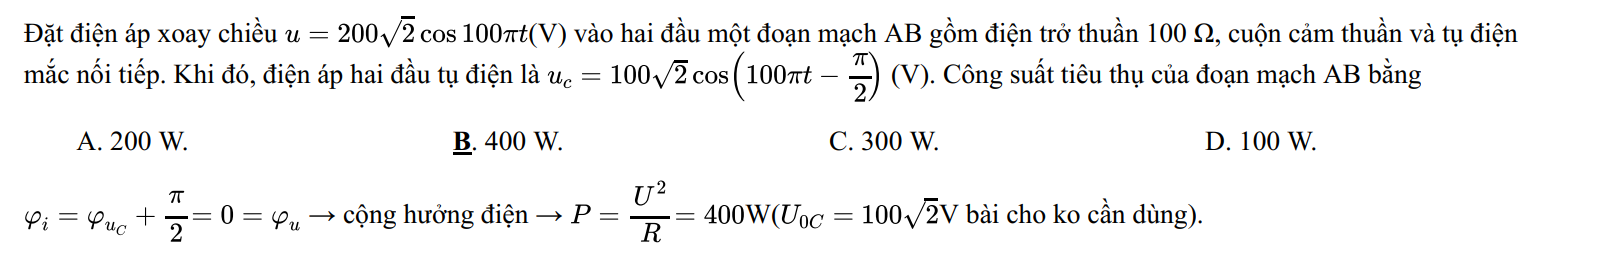 Đặt điện áp xoay chiều u = 200√2 cos 100πt(V) vào hai đầu một đoạn mạch AB gồm điện trở thuần 100 Ω, cuộn cảm thuần và tụ điện
mắc nối tiếp. Khi đó, điện áp hai đầu tụ điện là u_c = 100√2 cos(100πt − π/2) (V). Công suất tiêu thụ của đoạn mạch AB bằng
A. 200 W. B. 400 W. C. 300 W. D. 100 W.
φ_i = φ_{u_C} + π/2 = 0 = φ_u → cộng hưởng điện → P = U²/R = 400W(U_{0C} = 100√2V bài cho ko cần dùng).